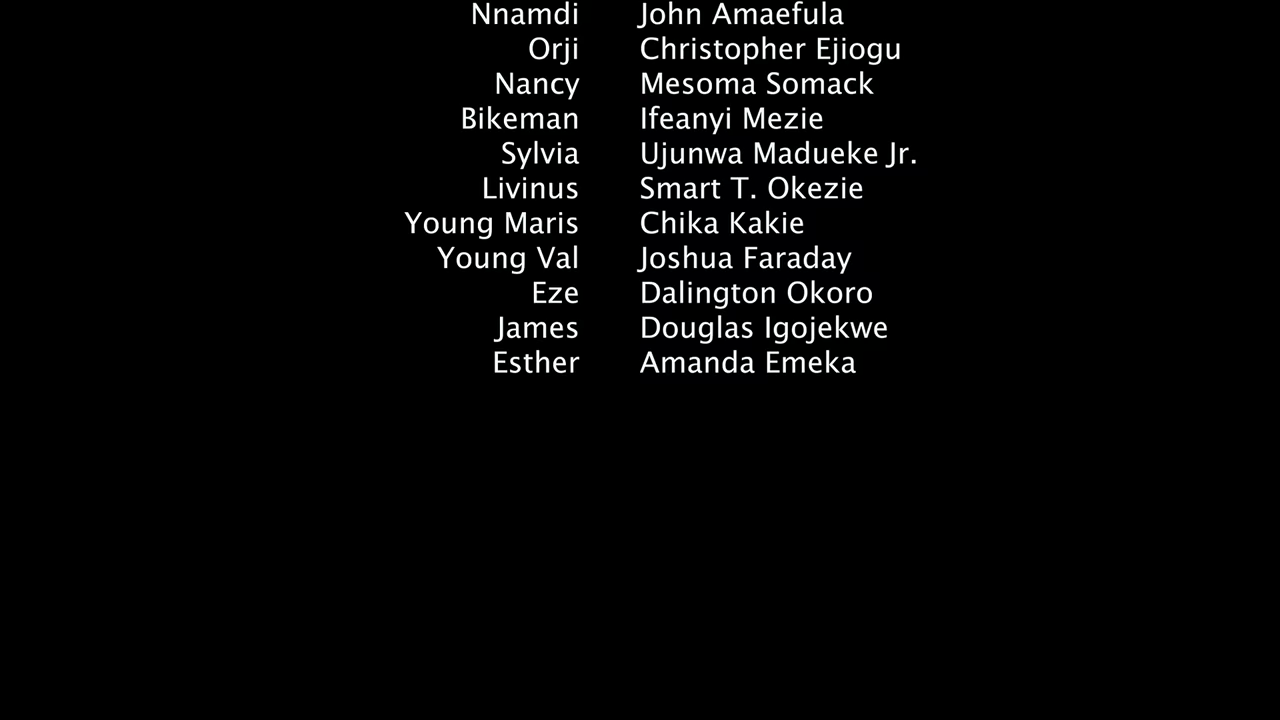 Nnamdi John Amaefula
Orji Christopher Ejiogu
Nancy Mesoma Somack
Bikeman Ifeanyi Mezie
Sylvia Ujunwa Madueke Jr.
Livinus Smart T. Okezie
Young Maris Chika Kakie
Young Val Joshua Faraday
Eze Dalington Okoro
James Douglas Igojekwe
Esther Amanda Emeka